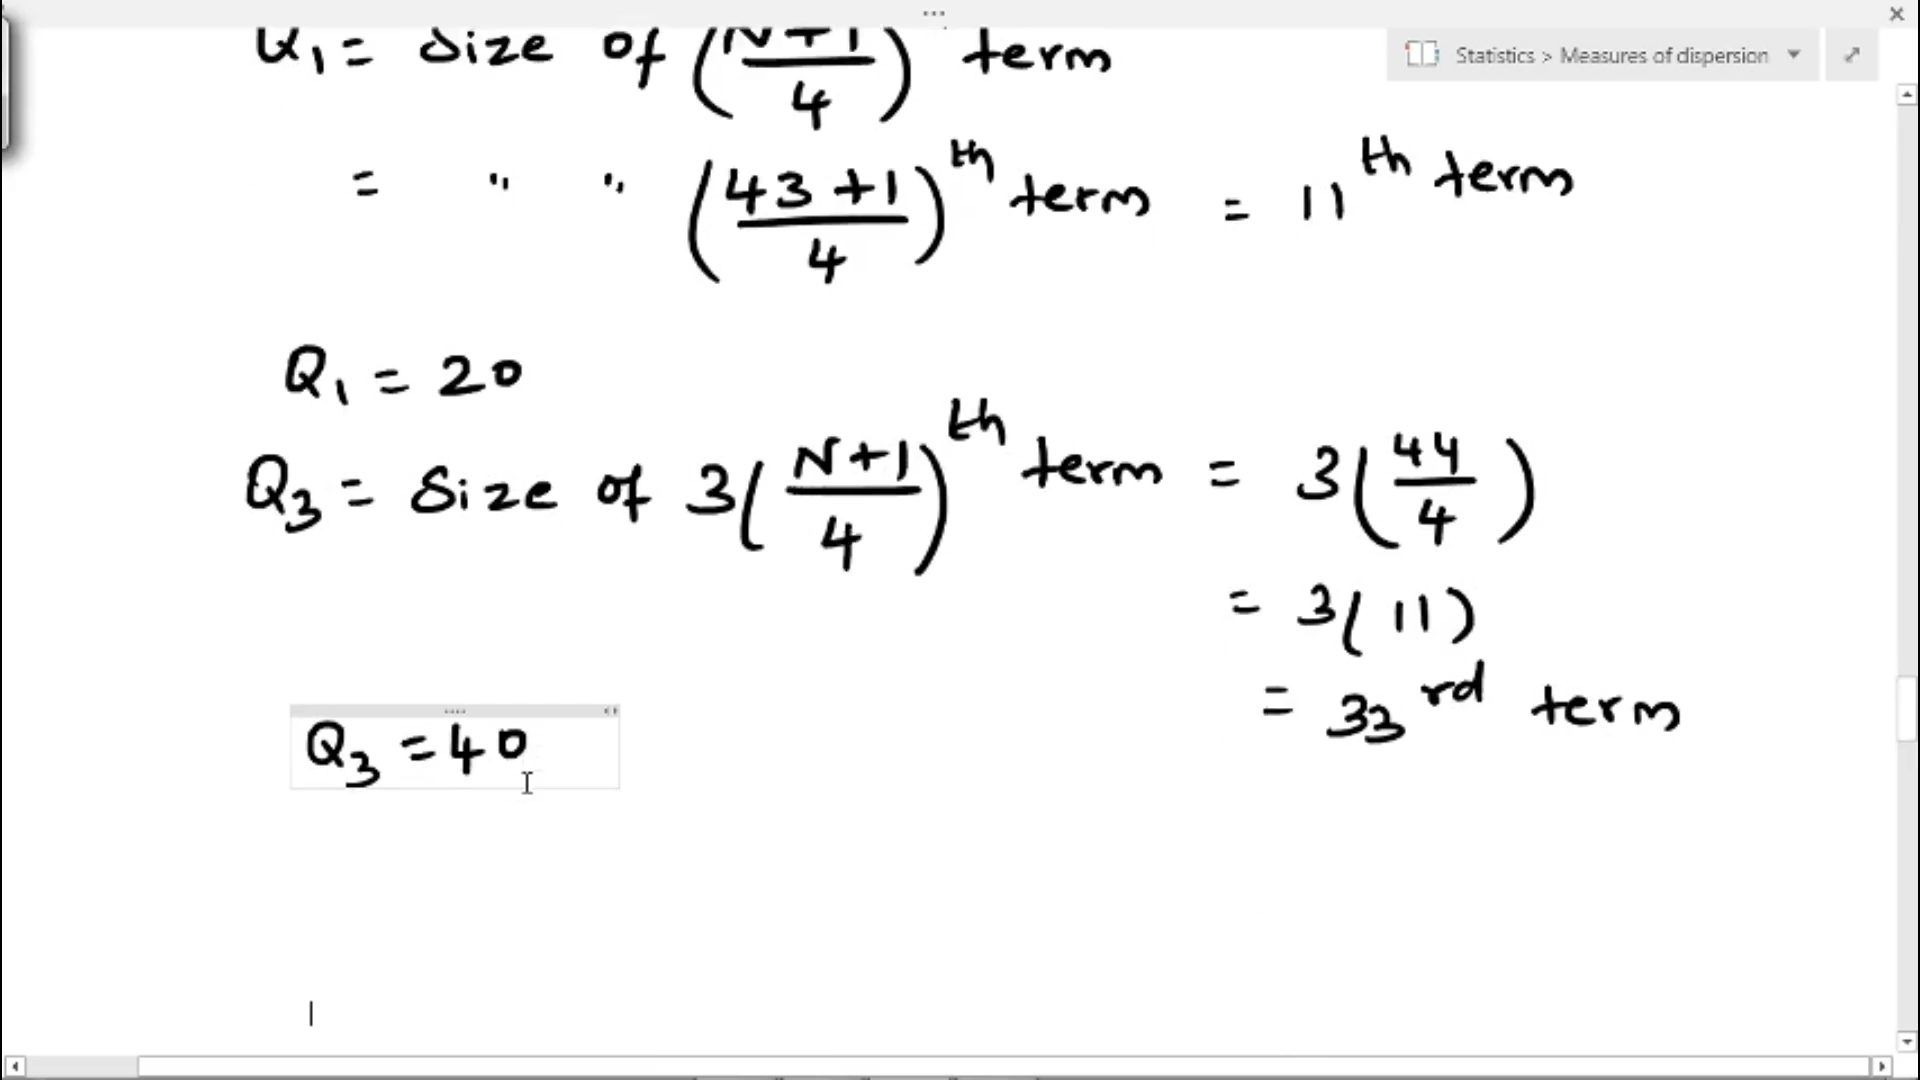 Statistics > Measures of dispersion
Q₁ = Size of (N+1/4) term
= " " (43+1/4)ᵗʰ term = 11ᵗʰ term
Q₁ = 20
Q₃ = Size of 3(N+1/4)ᵗʰ term = 3(44/4)
= 3(11)
= 33ʳᵈ term
Q₃ = 40